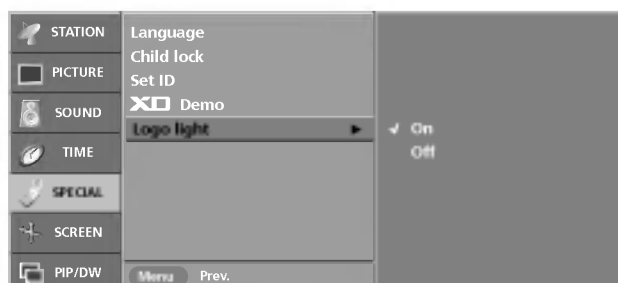 STATION
PICTURE
SOUND
TIME
SPECIAL
SCREEN
PIP/DW
Language
Child lock
Set ID
XD Demo
Logo light
Menu Prev.
On
Off